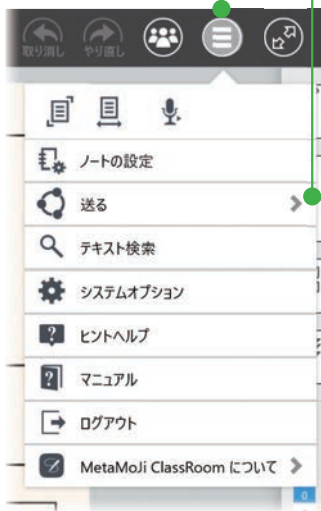 取り消し やり直し
ノートの設定
送る
テキスト検索
システムオプション
ヒントヘルプ
マニュアル
ログアウト
MetaMoJi ClassRoom について
0